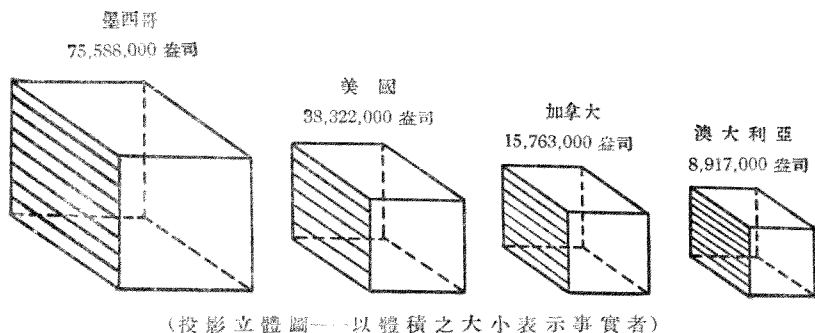 墨西哥
75,588,000 盎司
美國
38,322,000 盎司
加拿大
15,763,000 盎司
澳大利亞
8,917,000 盎司
(投影立體圖——以體積之大小表示事實者)